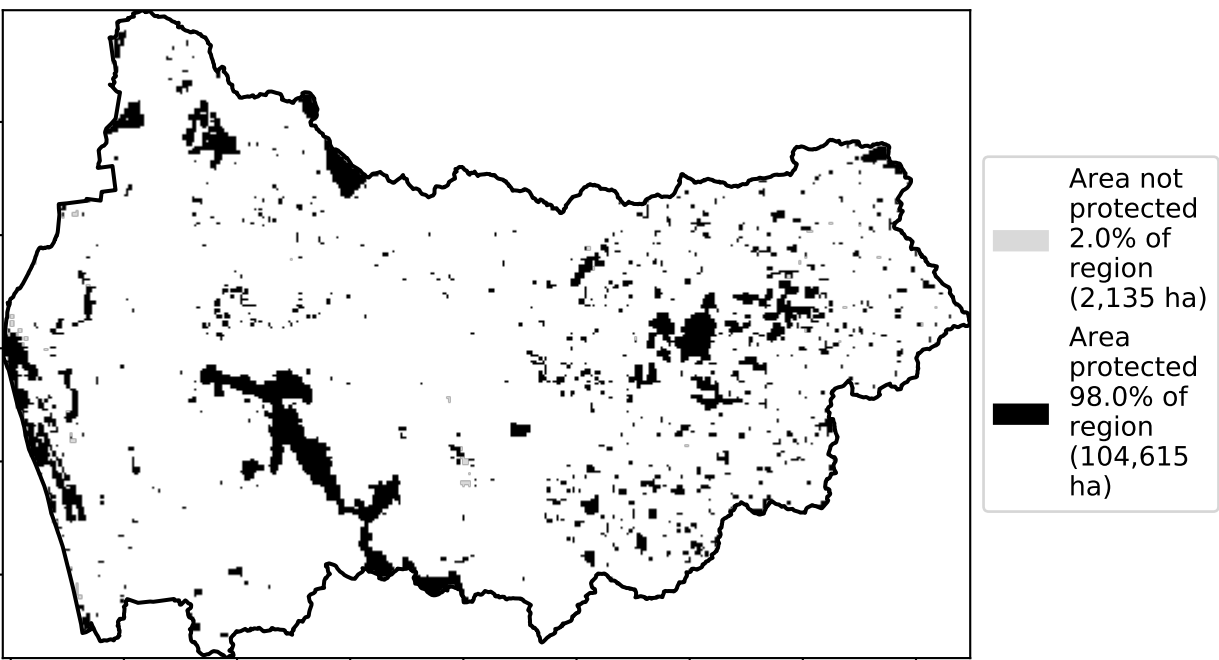 Area not
protected
2.0% of
region
(2,135 ha)
Area
protected
98.0% of
region
(104,615
ha)